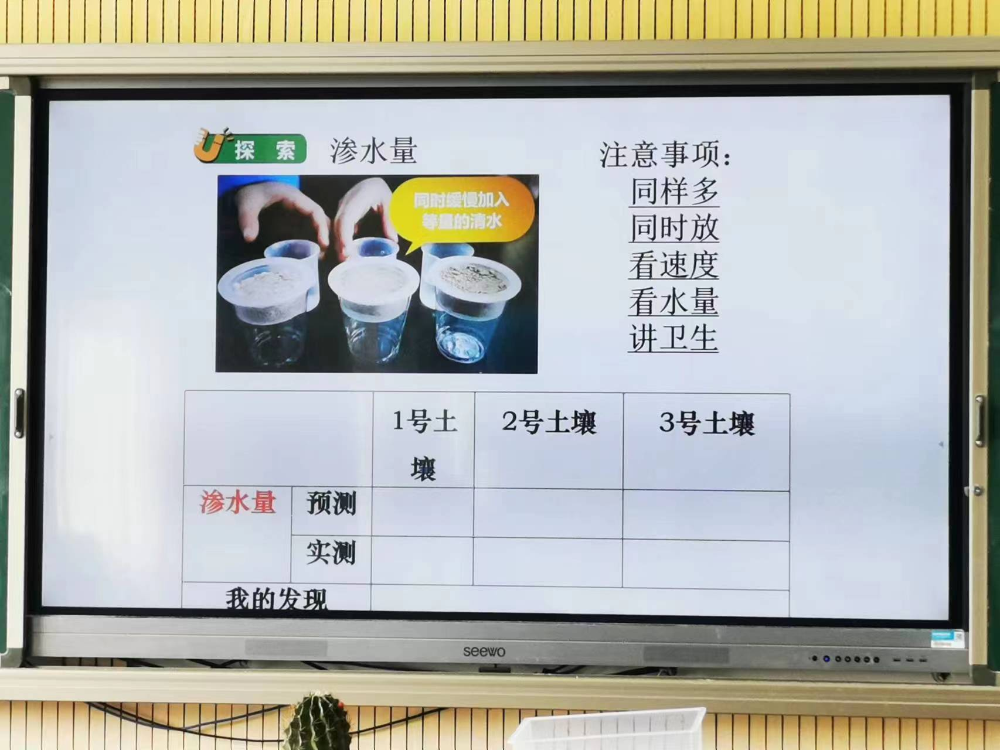 探 索 渗水量
同时缓慢加入
等量的清水
注意事项：
同样多
同时放
看速度
看水量
讲卫生
1号土
壤
2号土壤
3号土壤
渗水量
预测
实测
我的发现
seewo